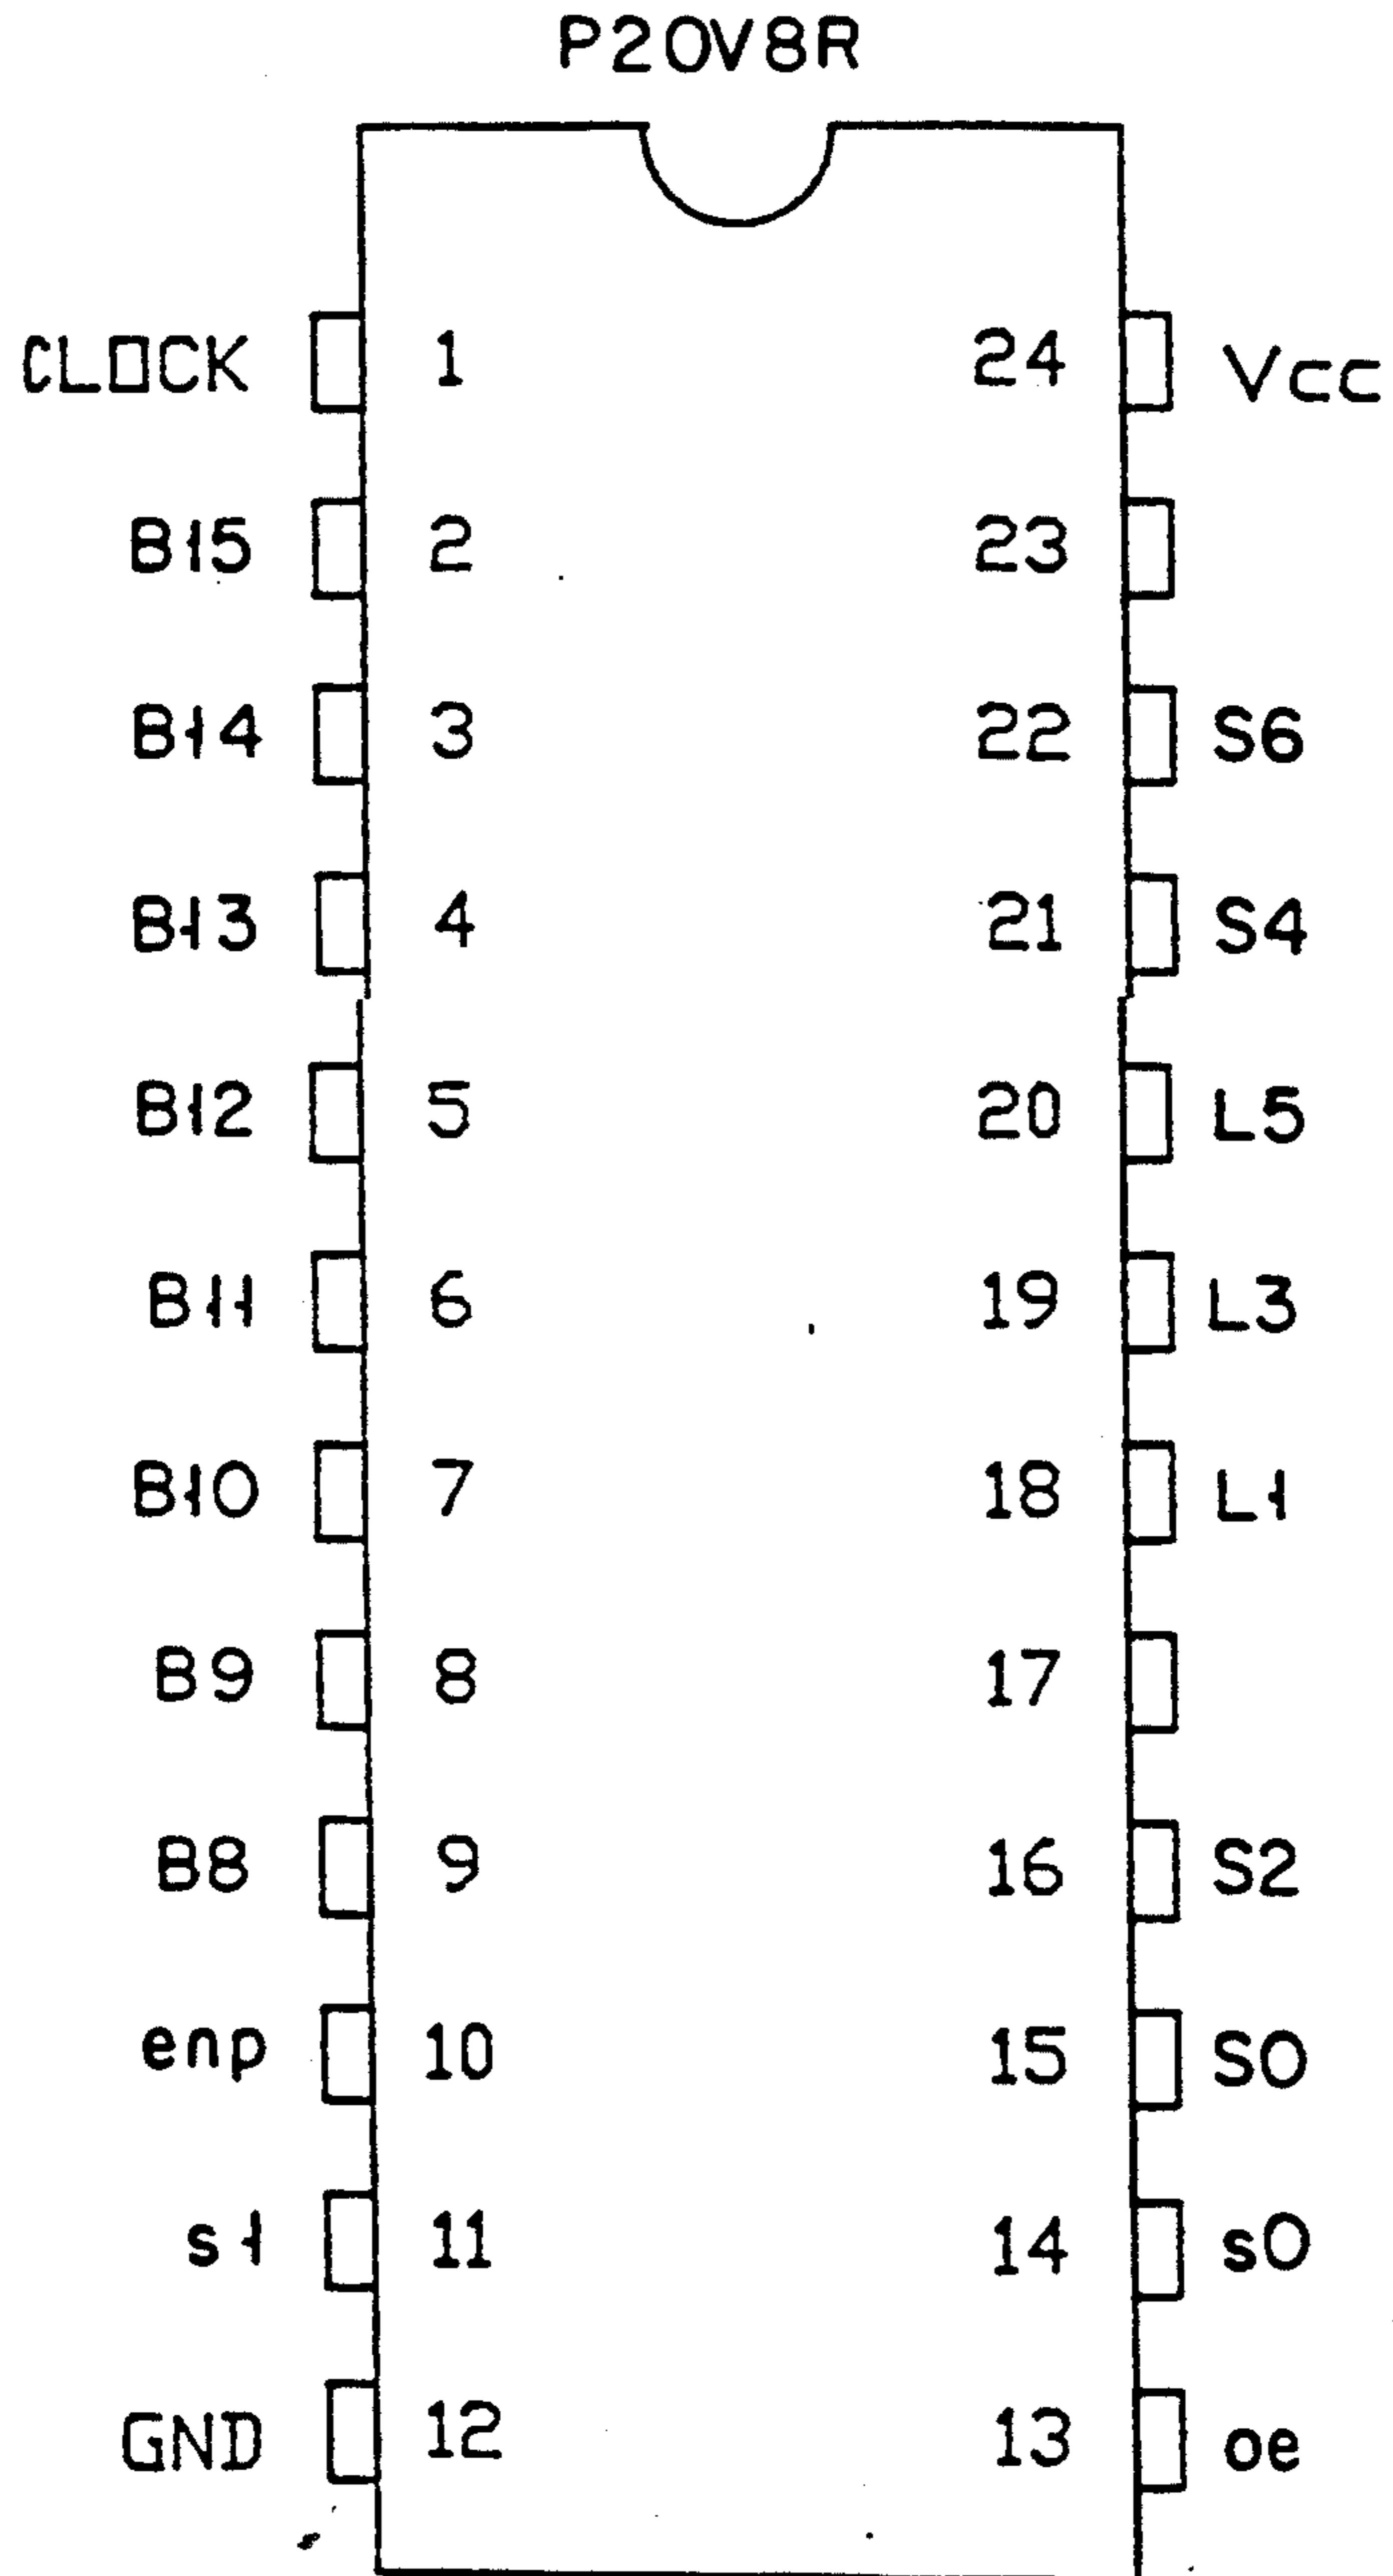 P20V8R
CLOCK 1 24 Vcc
B15 2 23
B14 3 22 S6
B13 4 21 S4
B12 5 20 L5
B11 6 19 L3
B10 7 18 L1
B9 8 17
B8 9 16 S2
enp 10 15 S0
s1 11 14 s0
GND 12 13 oe